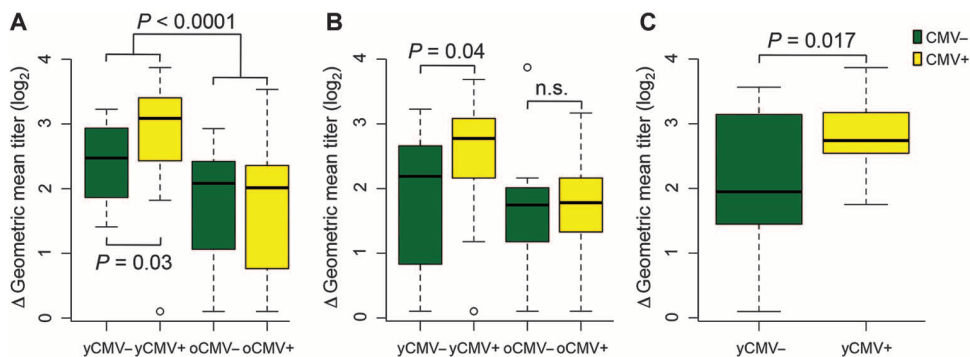 A
P < 0.0001
Δ Geometric mean titer (log2)
4
3
2
1
0
P = 0.03
yCMV− yCMV+ oCMV− oCMV+
B
P = 0.04
n.s.
Δ Geometric mean titer (log2)
4
3
2
1
0
yCMV− yCMV+ oCMV− oCMV+
C
P = 0.017
CMV−
CMV+
Δ Geometric mean titer (log2)
4
3
2
1
0
yCMV− yCMV+